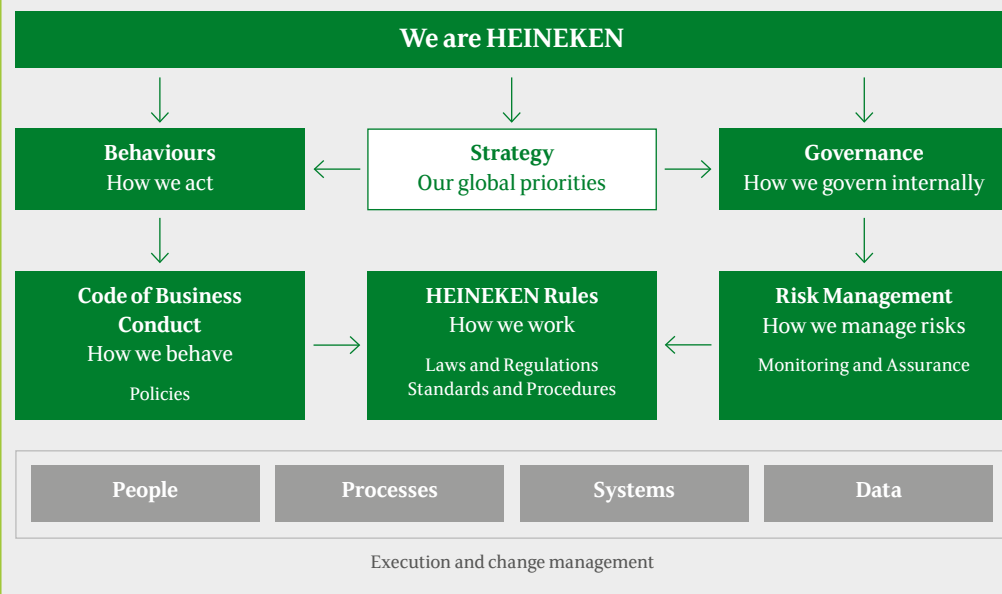 We are HEINEKEN
Behaviours
How we act
Strategy
Our global priorities
Governance
How we govern internally
Code of Business
Conduct
How we behave
Policies
HEINEKEN Rules
How we work
Laws and Regulations
Standards and Procedures
Risk Management
How we manage risks
Monitoring and Assurance
People
Processes
Systems
Data
Execution and change management